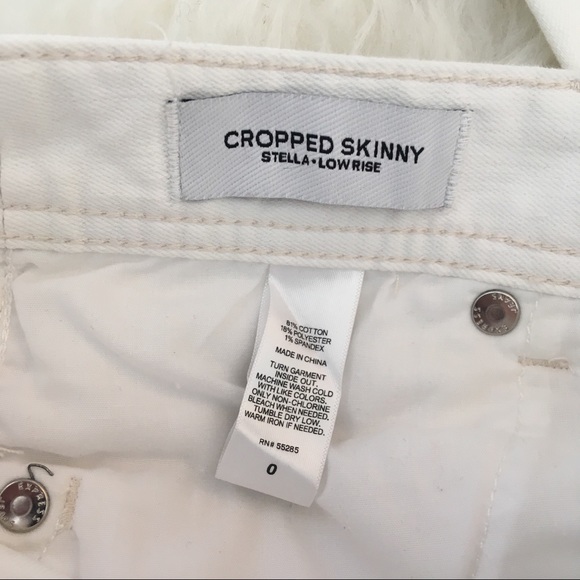 CROPPED SKINNY
STELLA•LOWRISE
81% COTTON
18% POLYESTER
1% SPANDEX
MADE IN CHINA
TURN GARMENT
INSIDE OUT.
MACHINE WASH COLD
WITH LIKE COLORS.
ONLY NON-CHLORINE
BLEACH WHEN NEEDED.
TUMBLE DRY LOW.
WARM IRON IF NEEDED.
RN# 55285
0
EXPRESS
EXPRESS